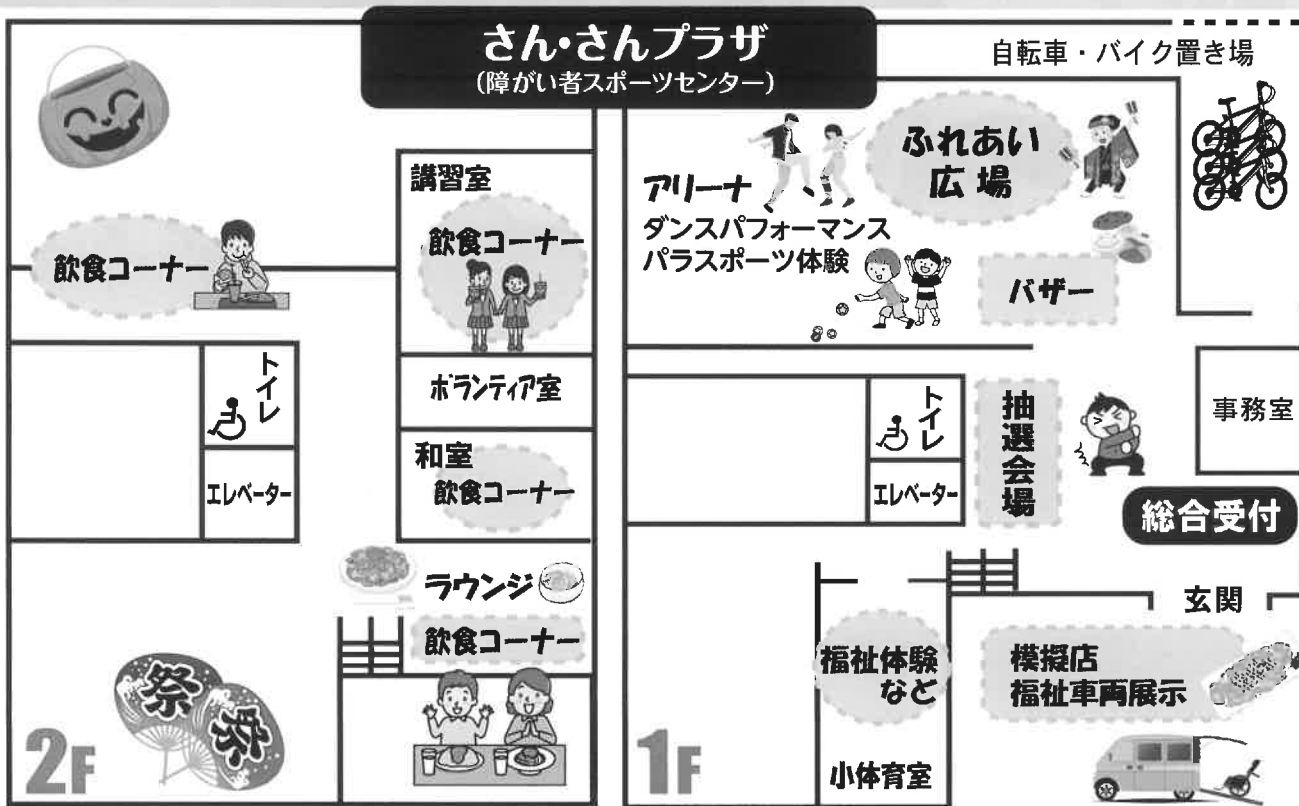 さん・さんプラザ
(障がい者スポーツセンター)
自転車・バイク置き場
飲食コーナー
講習室
飲食コーナー
ボランティア室
トイレ
エレベーター
和室
飲食コーナー
ラウンジ
飲食コーナー
祭
祭
2F
ふれあい
広場
アリーナ
ダンスパフォーマンス
パラスポーツ体験
バザー
トイレ
エレベーター
抽選会場
事務室
総合受付
玄関
福祉体験
など
模擬店
福祉車両展示
小体育室
1F